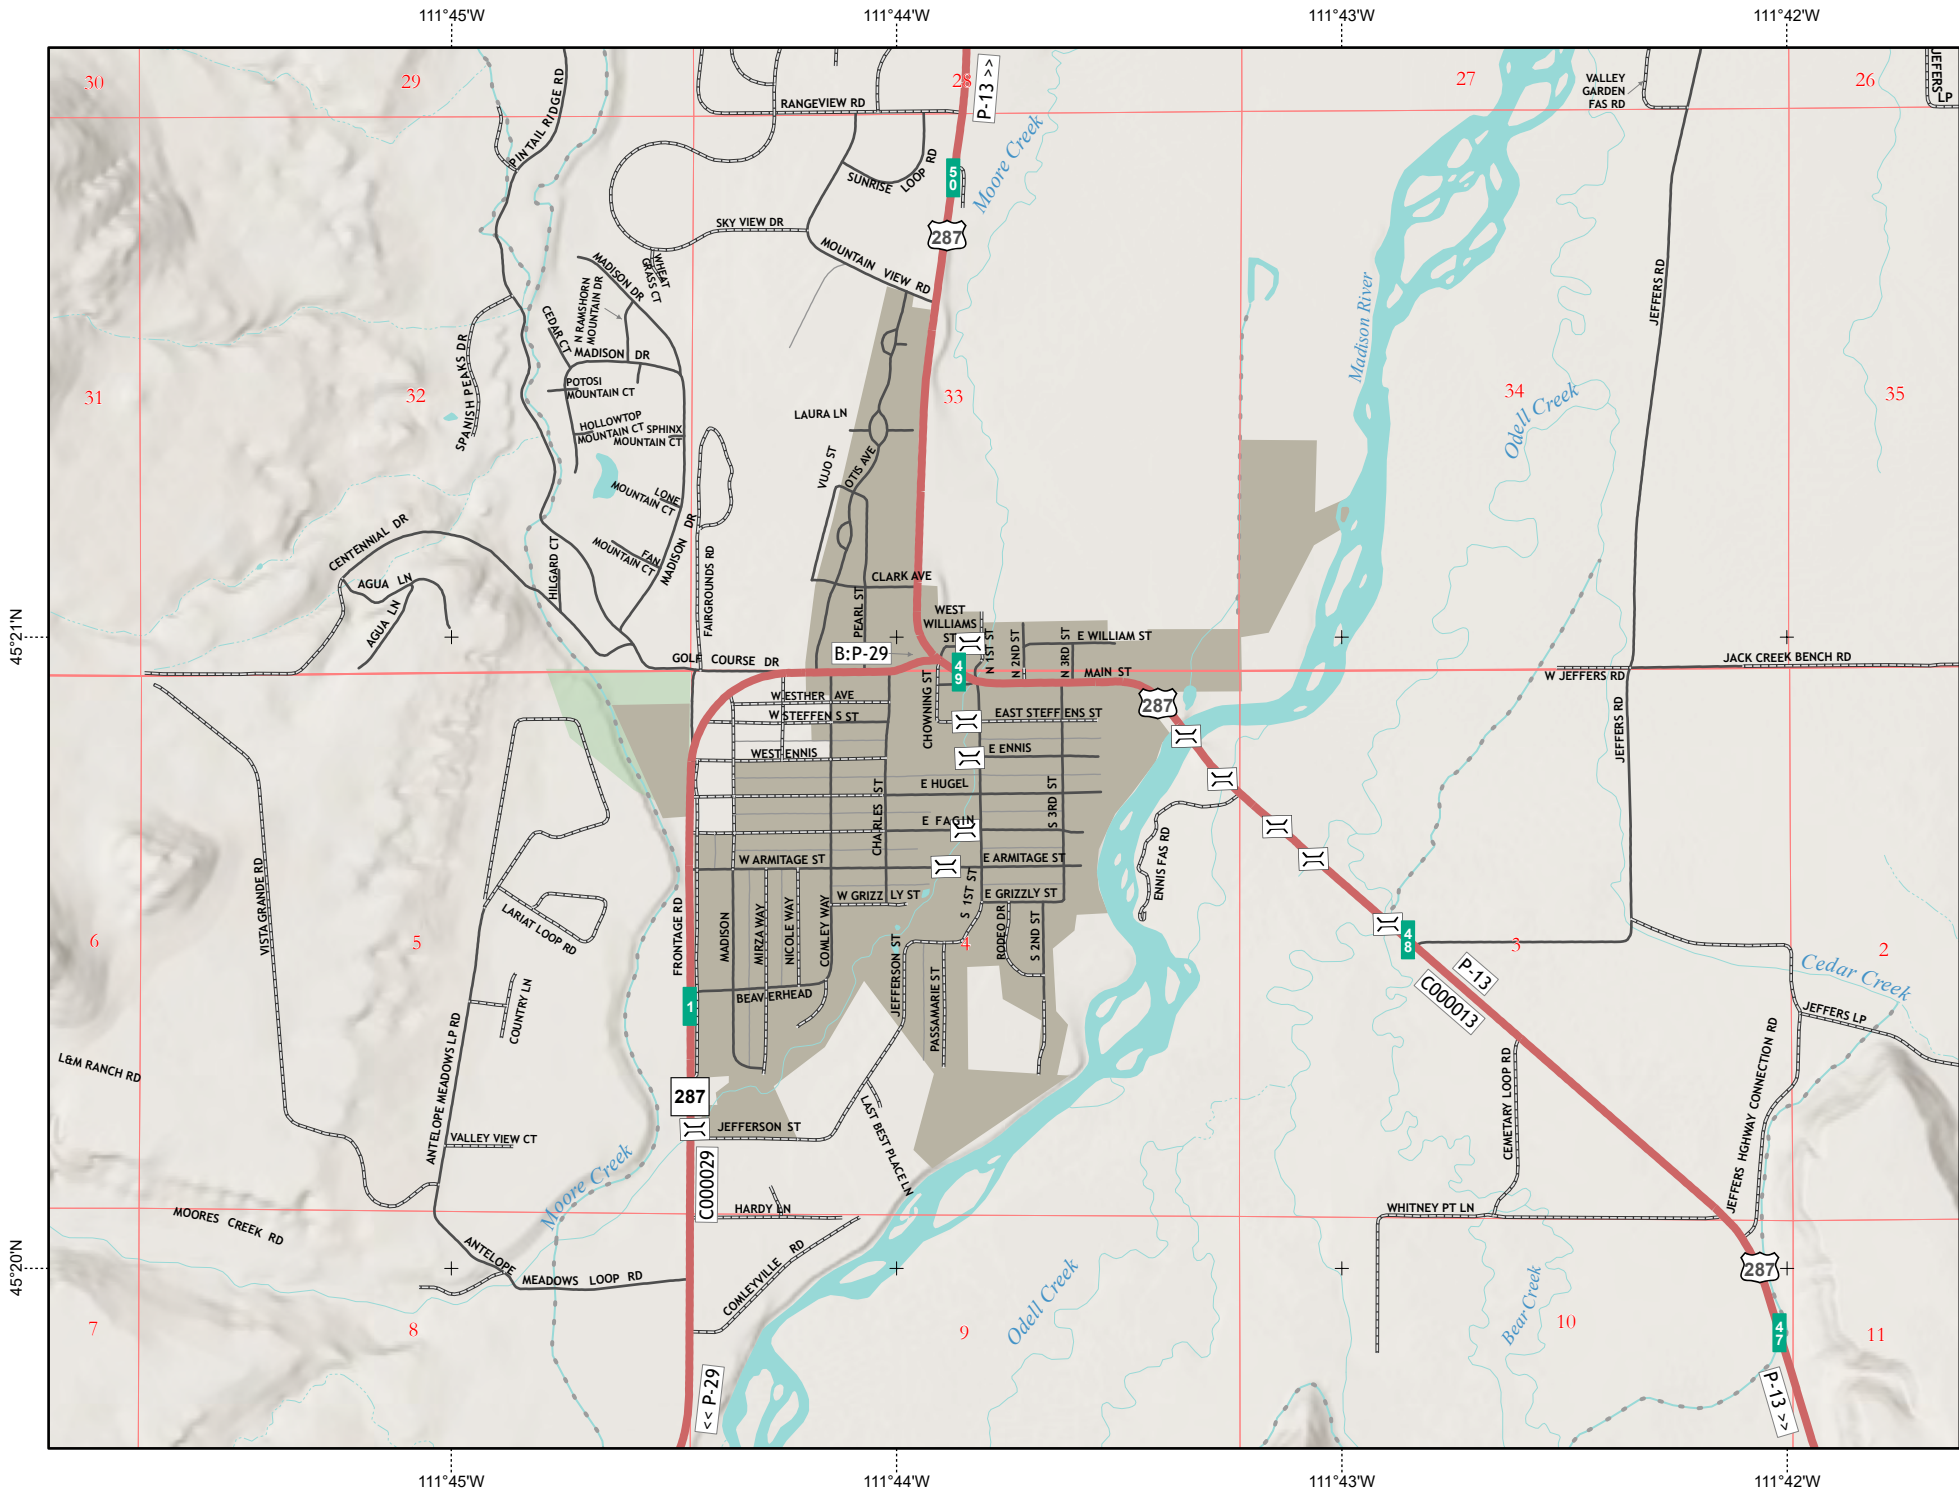 111°45'W
111°44'W
111°43'W
111°42'W
30
29
28
27
26
PINTAIL RIDGE RD
RANGEVIEW RD
P-13 >>
VALLEY
GARDEN
FAS RD
JEFFERS
LP
Moore Creek
SUNRISE LOOP RD
50
SKY VIEW DR
287
MOUNTAIN VIEW RD
WHEAT
GRASS CT
MADISON DR
N RAMSHORN
MOUNTAIN DR
CEDAR CT
MADISON DR
Madison River
JEFFERS RD
SPANISH PEAKS DR
POTOSI
MOUNTAIN CT
31
32
33
34
35
Odell Creek
HOLLOWTOP
MOUNTAIN CT
SPHINX
MOUNTAIN CT
LAURA LN
VUJO ST
OTIS AVE
LONE
MOUNTAIN CT
CENTENNIAL DR
FAN
MOUNTAIN CT
MADISON DR
FAIRGROUNDS RD
HILGARD CT
AGUA LN
AGUA LN
CLARK AVE
PEARL ST
WEST
WILLIAMS
ST
45°21'N
N 1ST ST
N 2ND ST
N 3RD ST
E WILLIAM ST
B:P-29
GOLF COURSE DR
49
MAIN ST
JACK CREEK BENCH RD
W JEFFERS RD
W ESTHER AVE
W STEFFENS ST
CHOWNING ST
EAST STEFFENS ST
287
JEFFERS RD
WEST ENNIS
E ENNIS
E HUGEL
CHARLES ST
S 3RD ST
E FAGIN
W ARMITAGE ST
E ARMITAGE ST
ENNIS FAS RD
VISTA GRANDE RD
W GRIZZLY ST
E GRIZZLY ST
S 1ST ST
LARIAT LOOP RD
FRONTAGE RD
MADISON
MIRZA WAY
NICOLE WAY
COMLEY WAY
JEFFERSON ST
RODEO DR
S 2ND ST
6
5
4
3
2
48
P-13
C000013
Cedar Creek
COUNTRY LN
BEAVERHEAD
1
PASSAMARIE ST
JEFFERS LP
L&M RANCH RD
ANTELOPE MEADOWS LP RD
287
CEMETARY LOOP RD
JEFFERS HGHWAY CONNECTION RD
JEFFERSON ST
LAST BEST PLACE LN
VALLEY VIEW CT
Moore Creek
C000029
HARDY LN
WHITNEY PT LN
MOORES CREEK RD
45°20'N
ANTELOPE
MEADOWS LOOP RD
COMLEYVILLE RD
Odell Creek
Bear Creek
287
7
8
9
10
11
47
<< P-29
P-13 >>
111°45'W
111°44'W
111°43'W
111°42'W